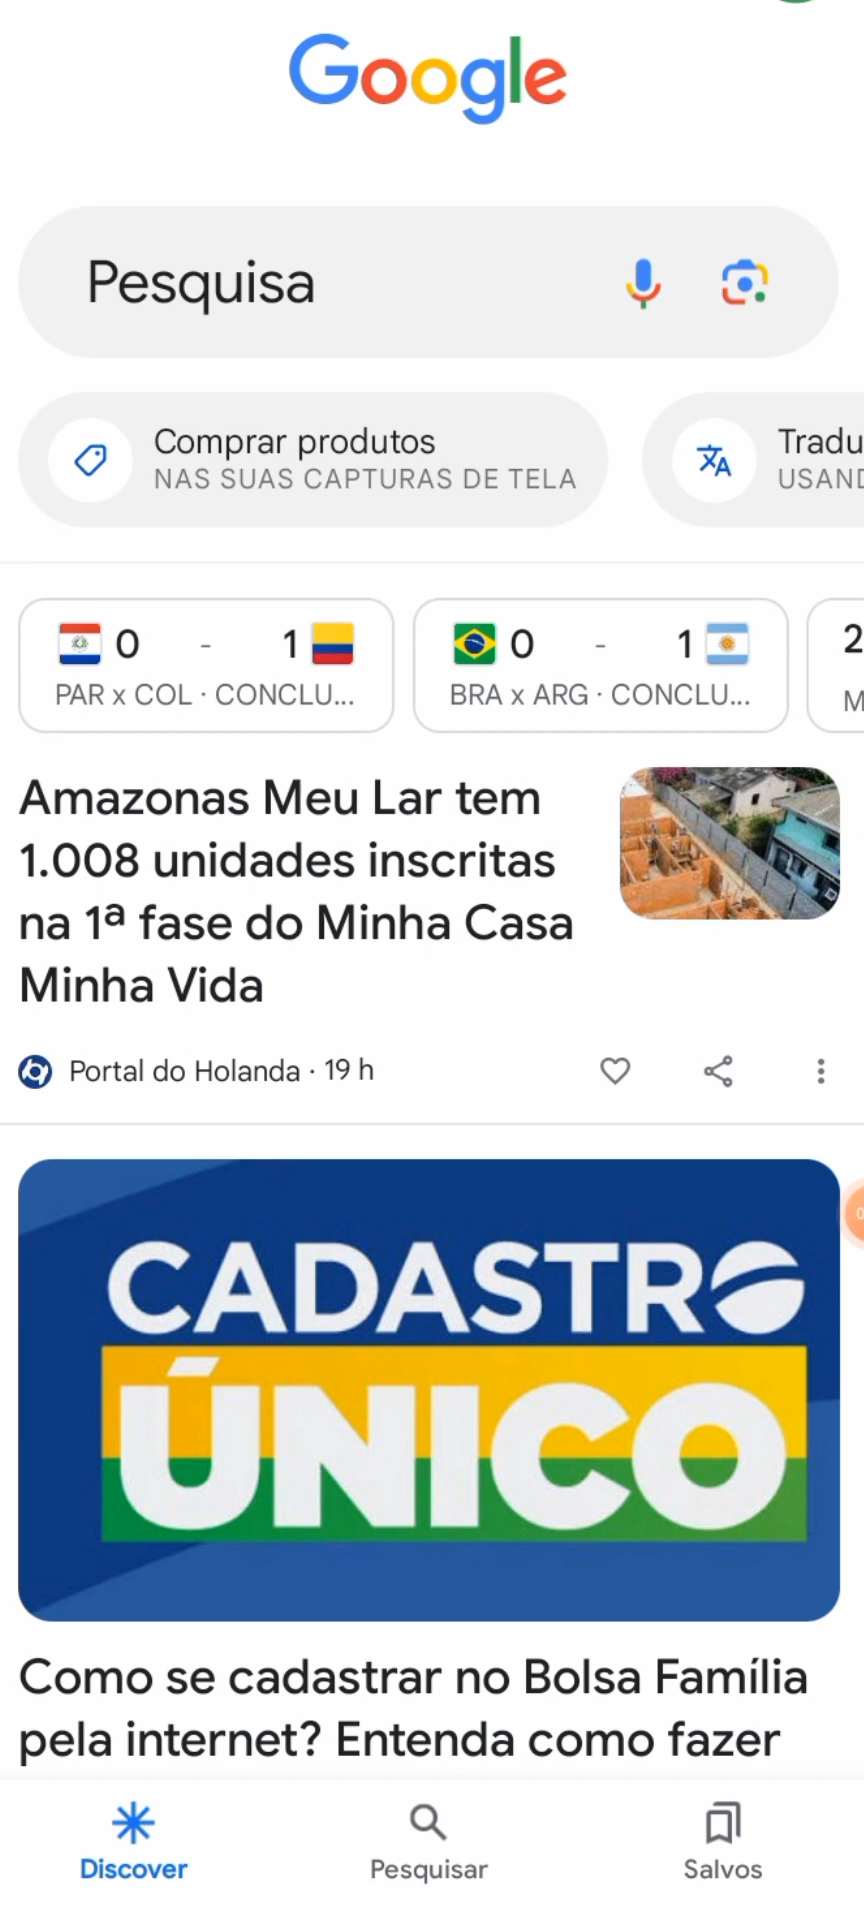 Google
Pesquisa
Comprar produtos
NAS SUAS CAPTURAS DE TELA
Tradu
USAND
0 - 1
PAR x COL · CONCLU...
0 - 1
BRA x ARG · CONCLU...
2
M
Amazonas Meu Lar tem
1.008 unidades inscritas
na 1ª fase do Minha Casa
Minha Vida
Portal do Holanda · 19 h
CADASTRO
ÚNICO
Como se cadastrar no Bolsa Família
pela internet? Entenda como fazer
Discover
Pesquisar
Salvos